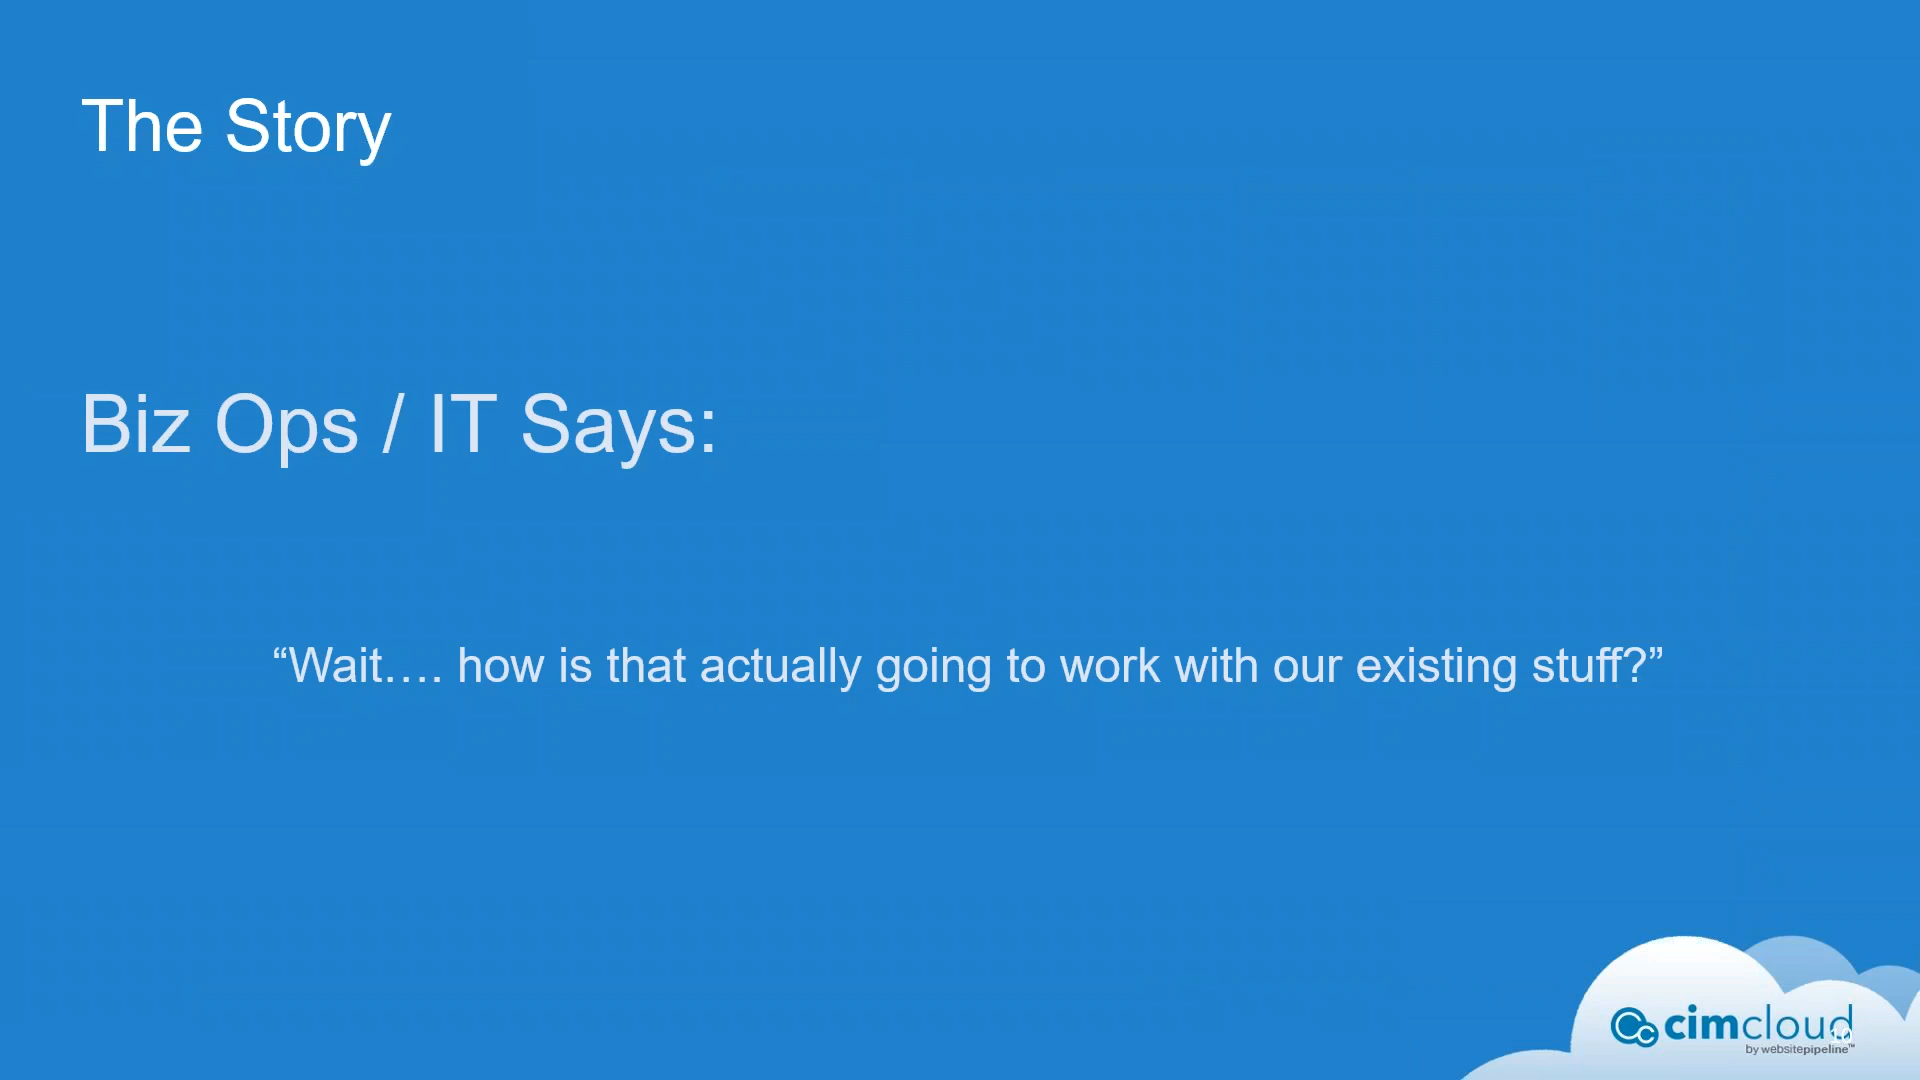 The Story
Biz Ops / IT Says:
“Wait…. how is that actually going to work with our existing stuff?”
cimcloud
by websitepipeline™
10